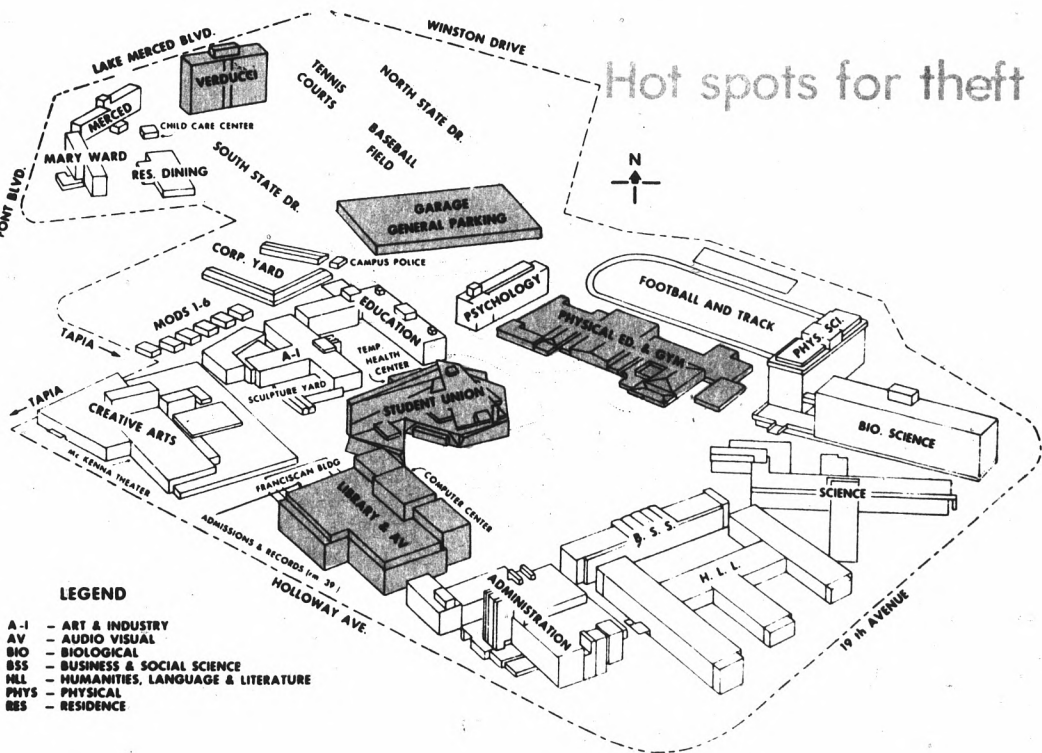 Hot spots for theft
LAKE MERCED BLVD.
WINSTON DRIVE
VERDUCCI
TENNIS
COURTS
NORTH STATE DR.
MERCED
CHILD CARE CENTER
BASEBALL
FIELD
MARY WARD
RES. DINING
SOUTH STATE DR.
N
PONT BLVD.
GARAGE
GENERAL PARKING
CORP. YARD
CAMPUS POLICE
FOOTBALL AND TRACK
PSYCHOLOGY
EDUCATION
MODS 1-6
PHYSICAL ED. & GYM
PHYS. SCI.
TAPIA
A-I
TEMP.
HEALTH
CENTER
SCULPTURE YARD
TAPIA
STUDENT UNION
CREATIVE ARTS
BIO. SCIENCE
Mc KENNA THEATER
FRANCISCAN BLDG
COMPUTER CENTER
LIBRARY & AV
SCIENCE
ADMISSIONS & RECORDS (rm 39)
B. S. S.
H. L. L.
HOLLOWAY AVE.
ADMINISTRATION
19 th AVENUE
LEGEND
A-I – ART & INDUSTRY
AV – AUDIO VISUAL
BIO – BIOLOGICAL
BSS – BUSINESS & SOCIAL SCIENCE
HLL – HUMANITIES, LANGUAGE & LITERATURE
PHYS – PHYSICAL
RES – RESIDENCE